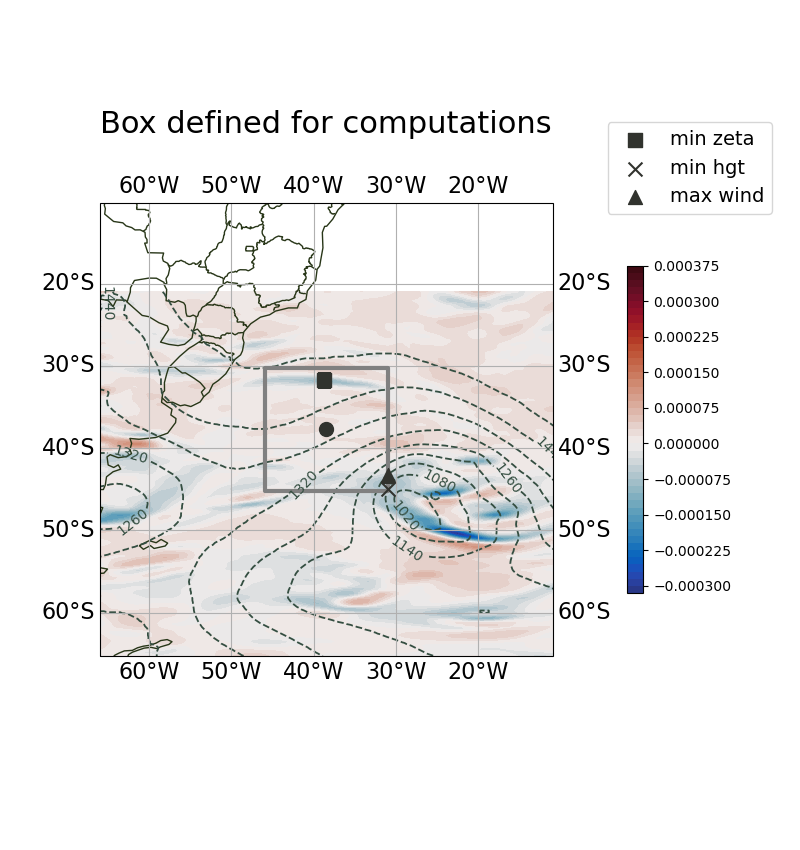 Box defined for computations
min zeta
min hgt
max wind
60°W 50°W 40°W 30°W 20°W
20°S 20°S
30°S 30°S
40°S 40°S
50°S 50°S
60°S 60°S
60°W 50°W 40°W 30°W 20°W
1440
1320
1260
1320
1080
1260
1020
1140
0.000375
0.000300
0.000225
0.000150
0.000075
0.000000
−0.000075
−0.000150
−0.000225
−0.000300